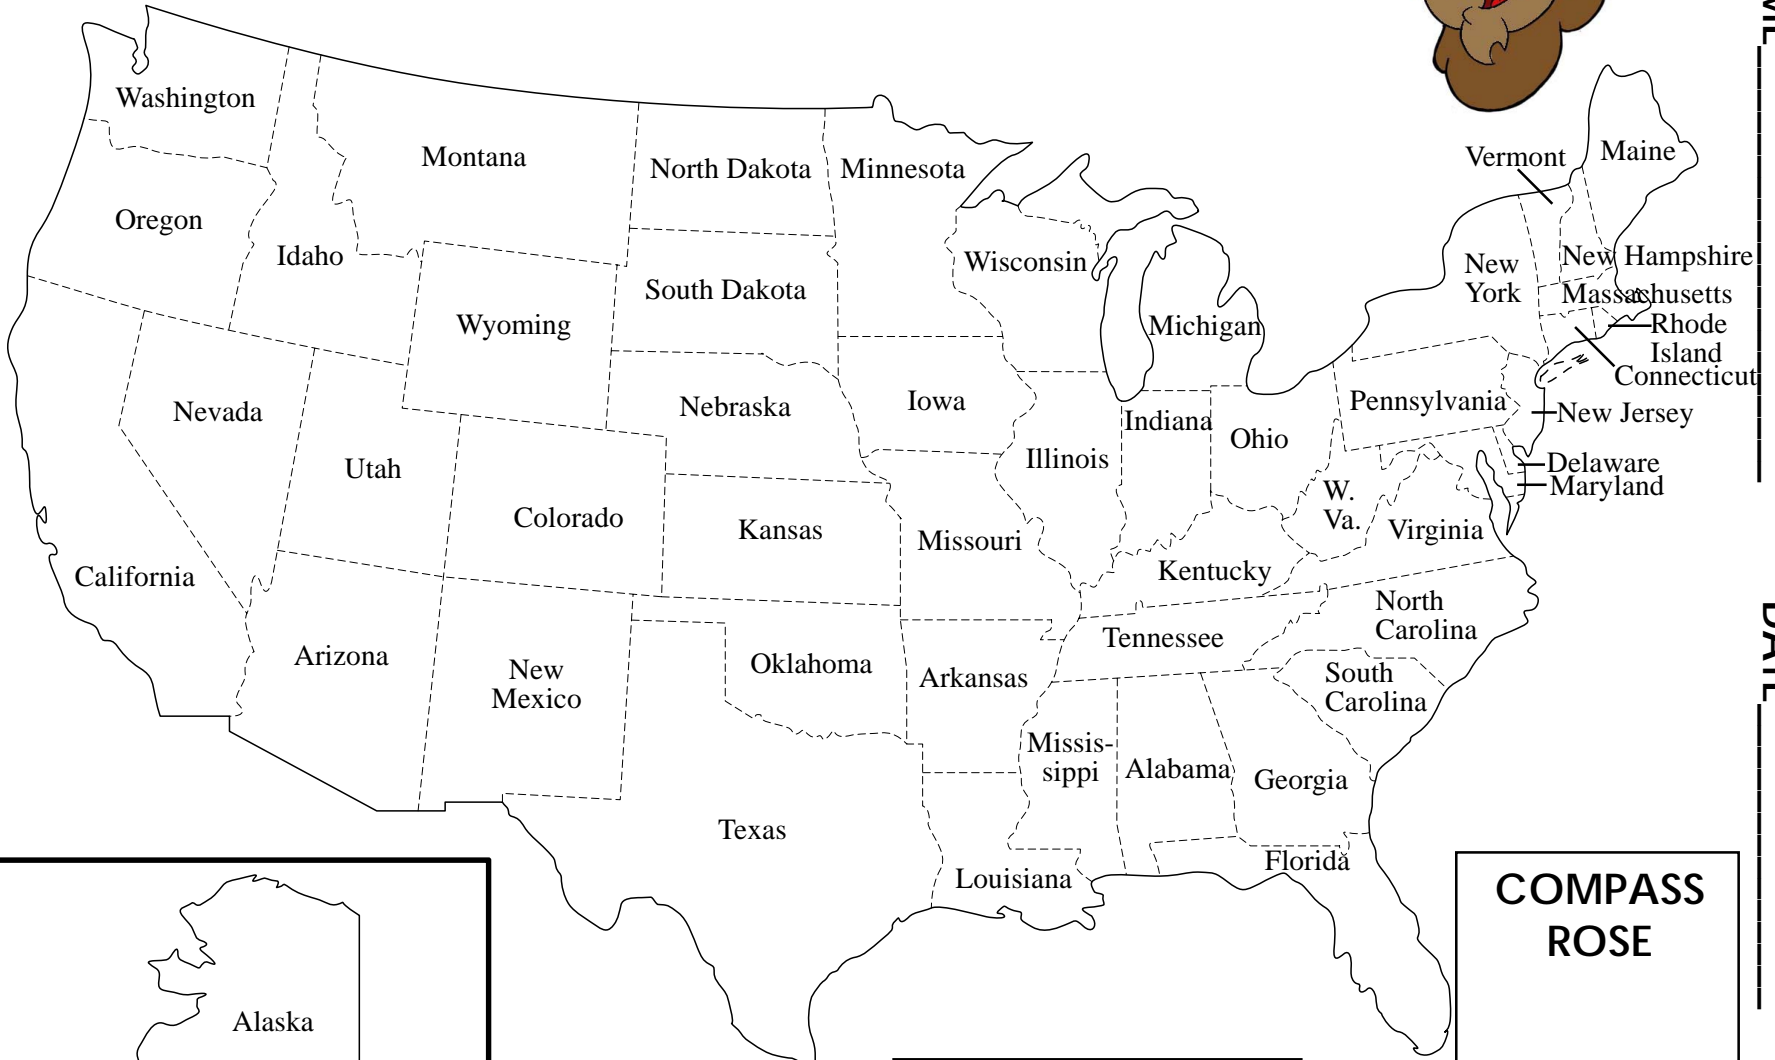 Washington
Montana
North Dakota
Minnesota
Vermont
Maine
Oregon
Idaho
Wisconsin
New
York
New Hampshire
South Dakota
Massachusetts
Wyoming
Michigan
Rhode
Island
Connecticut
Nevada
Nebraska
Iowa
Indiana
Ohio
Pennsylvania
New Jersey
Utah
Illinois
Delaware
Maryland
W.
Va.
Colorado
Kansas
Missouri
Virginia
California
Kentucky
North
Carolina
Arizona
New
Mexico
Oklahoma
Arkansas
Tennessee
South
Carolina
Missis-
sippi
Alabama
Georgia
Texas
Louisiana
Florida
Alaska
COMPASS
ROSE
DATE